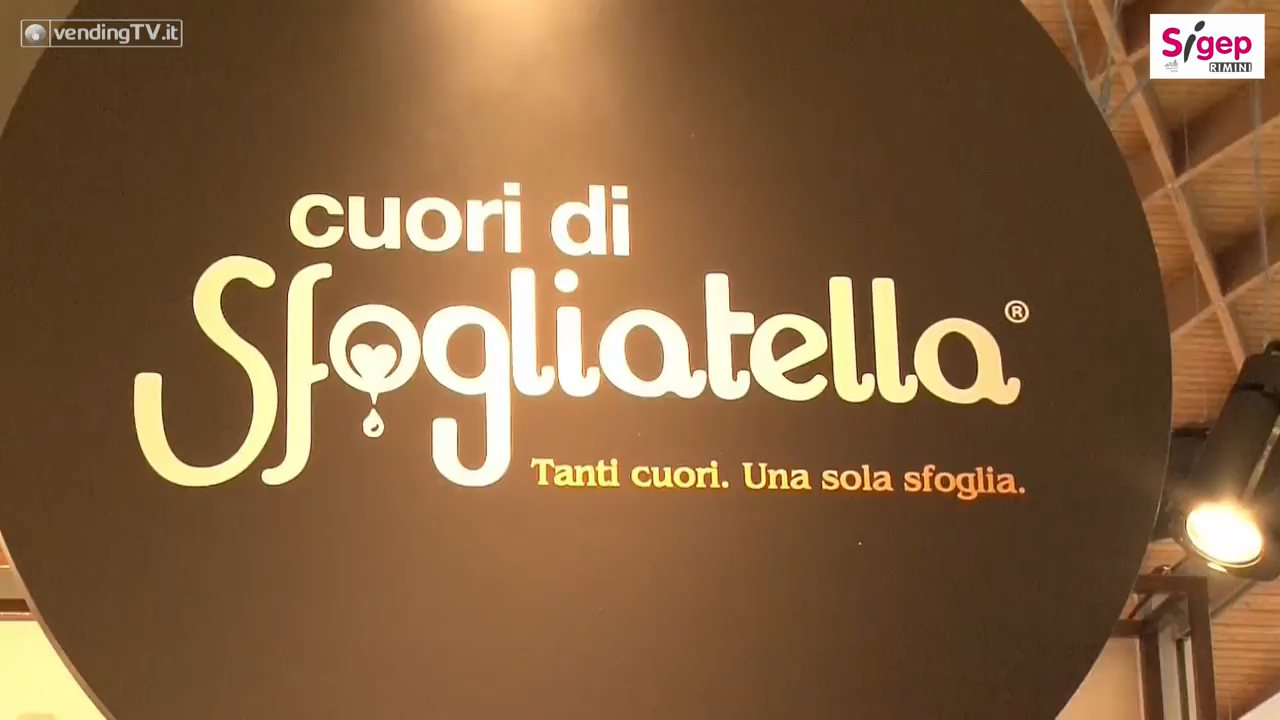 vendingTV.it
Sigep
RIMINI
cuori di
Sfogliatella®
Tanti cuori. Una sola sfoglia.